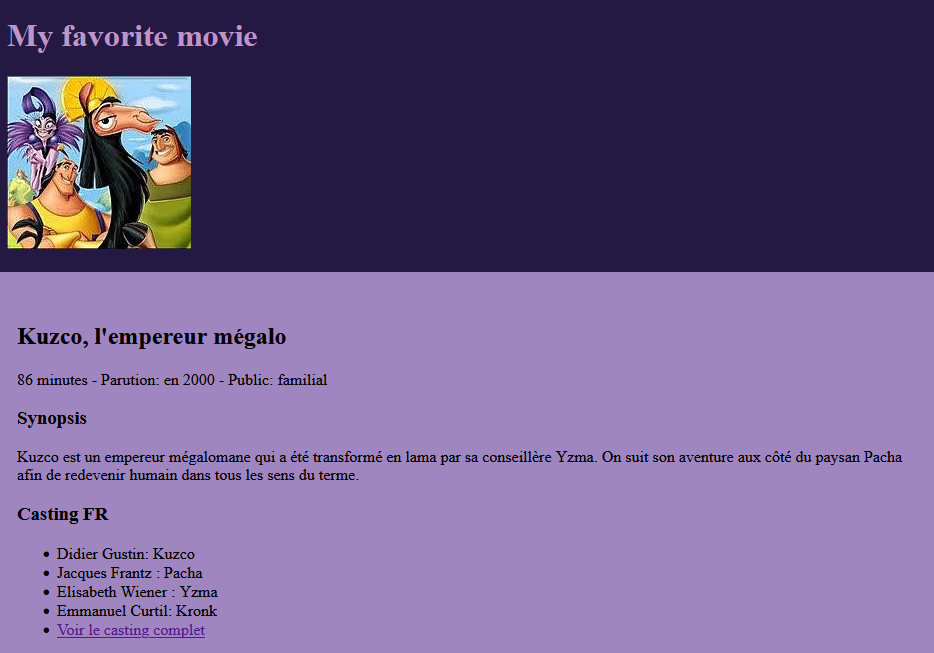 My favorite movie
Kuzco, l'empereur mégalo
86 minutes - Parution: en 2000 - Public: familial
Synopsis
Kuzco est un empereur mégalomane qui a été transformé en lama par sa conseillère Yzma. On suit son aventure aux côté du paysan Pacha
afin de redevenir humain dans tous les sens du terme.
Casting FR
• Didier Gustin: Kuzco
• Jacques Frantz : Pacha
• Elisabeth Wiener : Yzma
• Emmanuel Curtil: Kronk
• Voir le casting complet